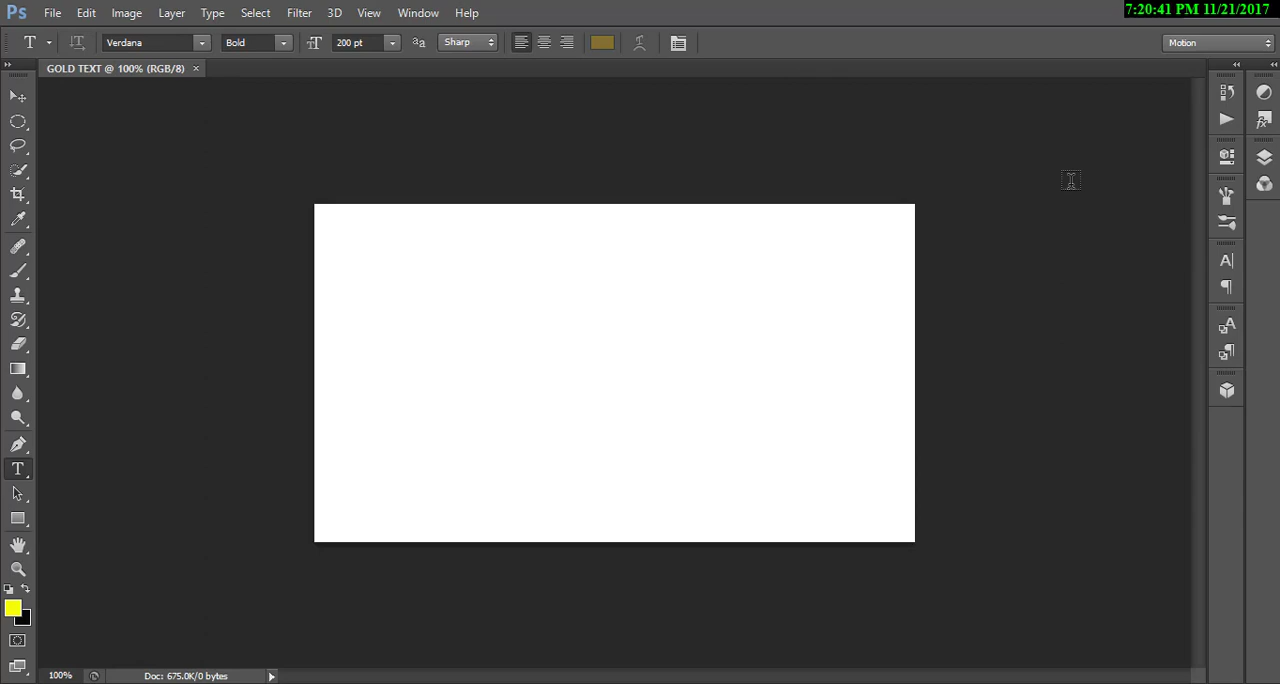 Ps File Edit Image Layer Type Select Filter 3D View Window Help
7:20:41 PM 11/21/2017
T Verdana Bold 200 pt aa Sharp Motion
GOLD TEXT @ 100% (RGB/8) ×
100% Doc: 675.0K/0 bytes